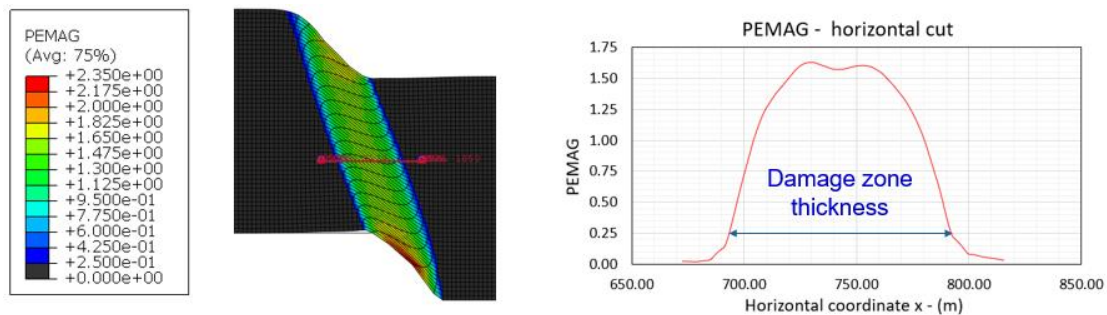 PEMAG
(Avg: 75%)
+2.350e+00
+2.175e+00
+2.000e+00
+1.825e+00
+1.650e+00
+1.475e+00
+1.300e+00
+1.125e+00
+9.500e-01
+7.750e-01
+6.000e-01
+4.250e-01
+2.500e-01
+0.000e+00
PEMAG - horizontal cut
1.75
1.50
1.25
1.00
0.75
0.50
0.25
0.00
PEMAG
Damage zone
thickness
650.00 700.00 750.00 800.00 850.00
Horizontal coordinate x - (m)